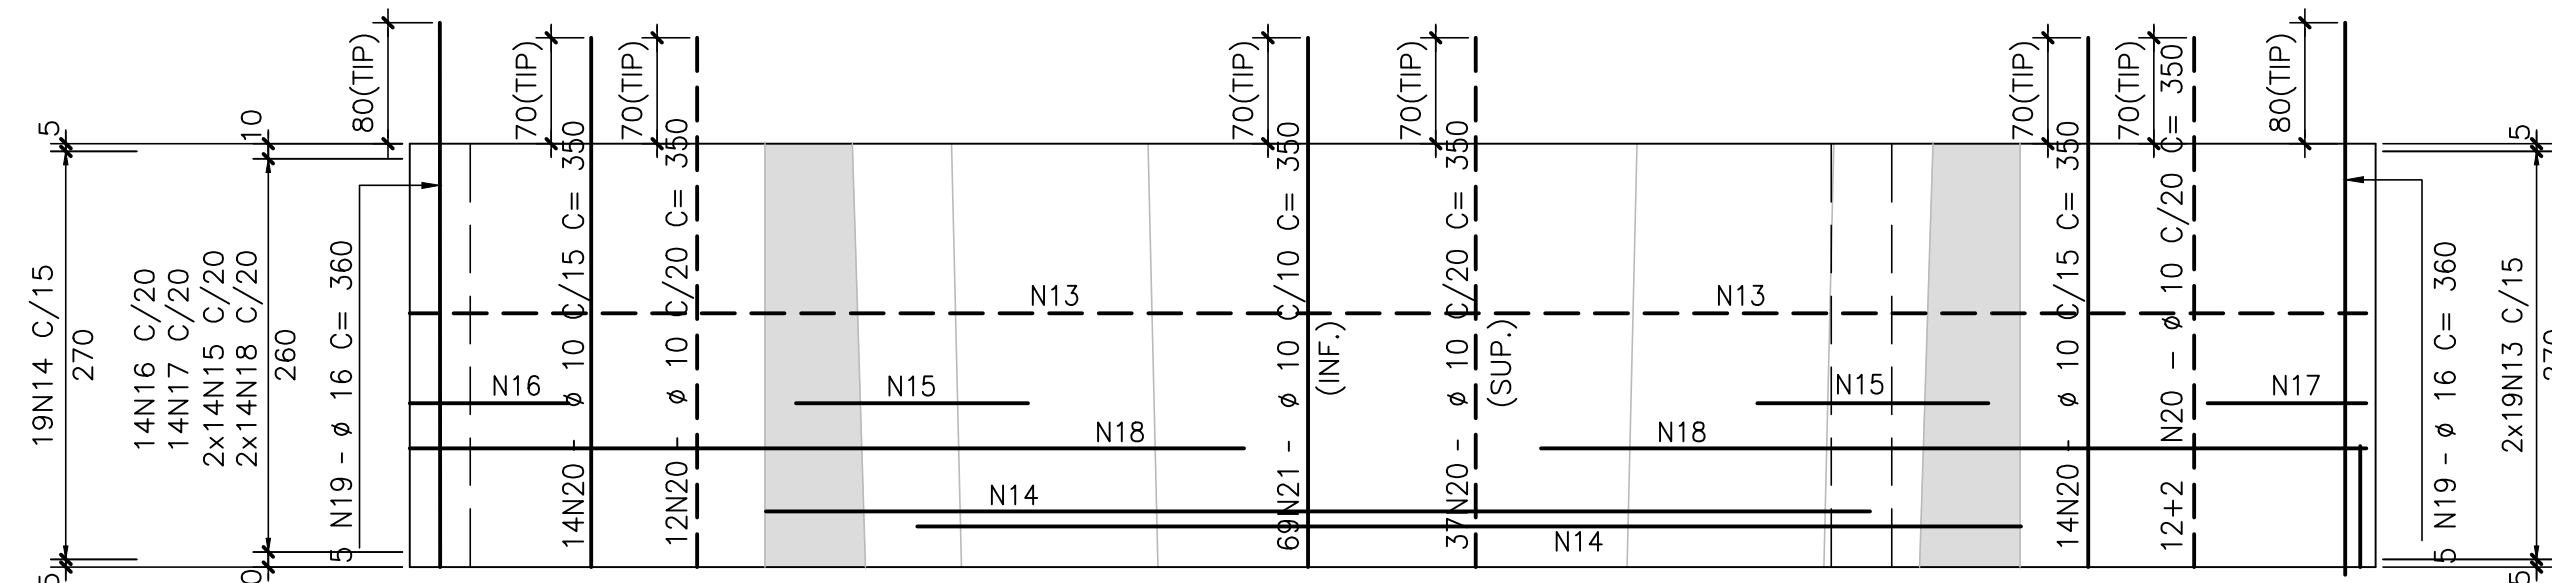 5
19N14 C/15
270
5
14N16 C/20
14N17 C/20
2x14N15 C/20
2x14N18 C/20
10
260
5 N19 - ø 16 C= 360
80(TIP)
70(TIP)
14N20 - ø 10 C/15 C= 350
70(TIP)
12N20 - ø 10 C/20 C= 350
N16
N15
N18
N14
N13
70(TIP)
69N21 - ø 10 C/10 C= 350
(INF.)
70(TIP)
37N20 - ø 10 C/20 C= 350
(SUP.)
N13
N15
N18
N14
70(TIP)
14N20 - ø 10 C/15 C= 350
70(TIP)
12+2 N20 - ø 10 C/20 C= 350
N17
80(TIP)
5 N19 - ø 16 C= 360
2x19N13 C/15
5
5